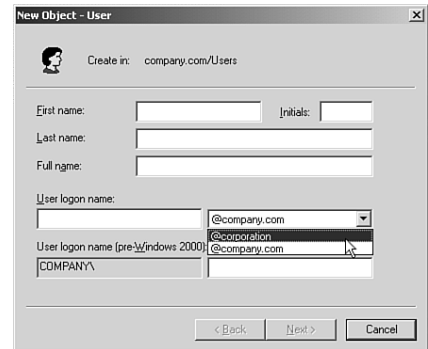 New Object - User
Create in: company.com/Users
First name: Initials:
Last name:
Full name:
User logon name:
@company.com
@corporation
User logon name (pre-Windows 2000): @company.com
COMPANY\
< Back Next > Cancel